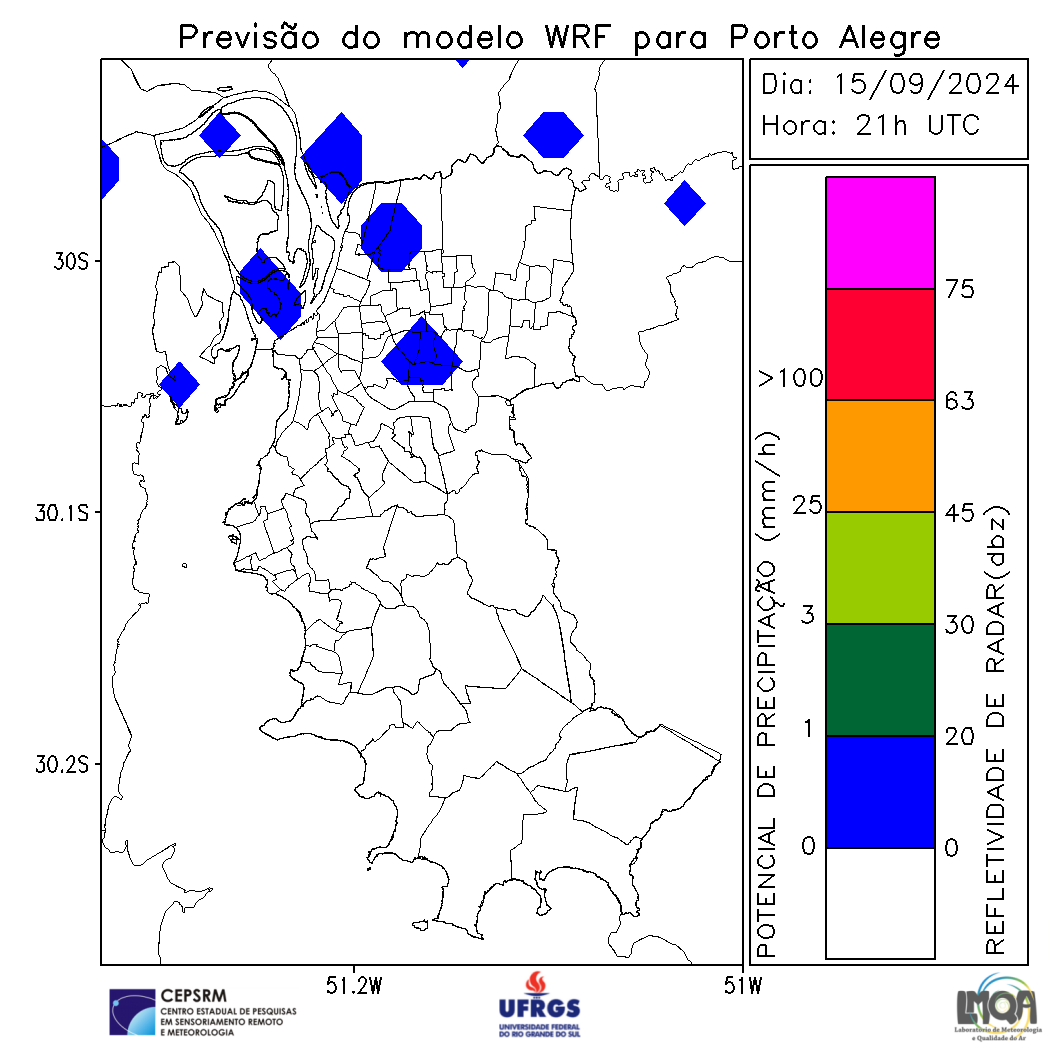 Previsão do modelo WRF para Porto Alegre
Dia: 15/09/2024
Hora: 21h UTC
30S
30.1S
30.2S
51.2W
51W
POTENCIAL DE PRECIPITAÇÃO (mm/h)
>100
25
3
1
0
75
63
45
30
20
0
REFLETIVIDADE DE RADAR(dbz)
CEPSRM
CENTRO ESTADUAL DE PESQUISAS
EM SENSORIAMENTO REMOTO
E METEOROLOGIA
UFRGS
UNIVERSIDADE FEDERAL
DO RIO GRANDE DO SUL
LMQA
Laboratório de Meteorologia
e Qualidade do Ar